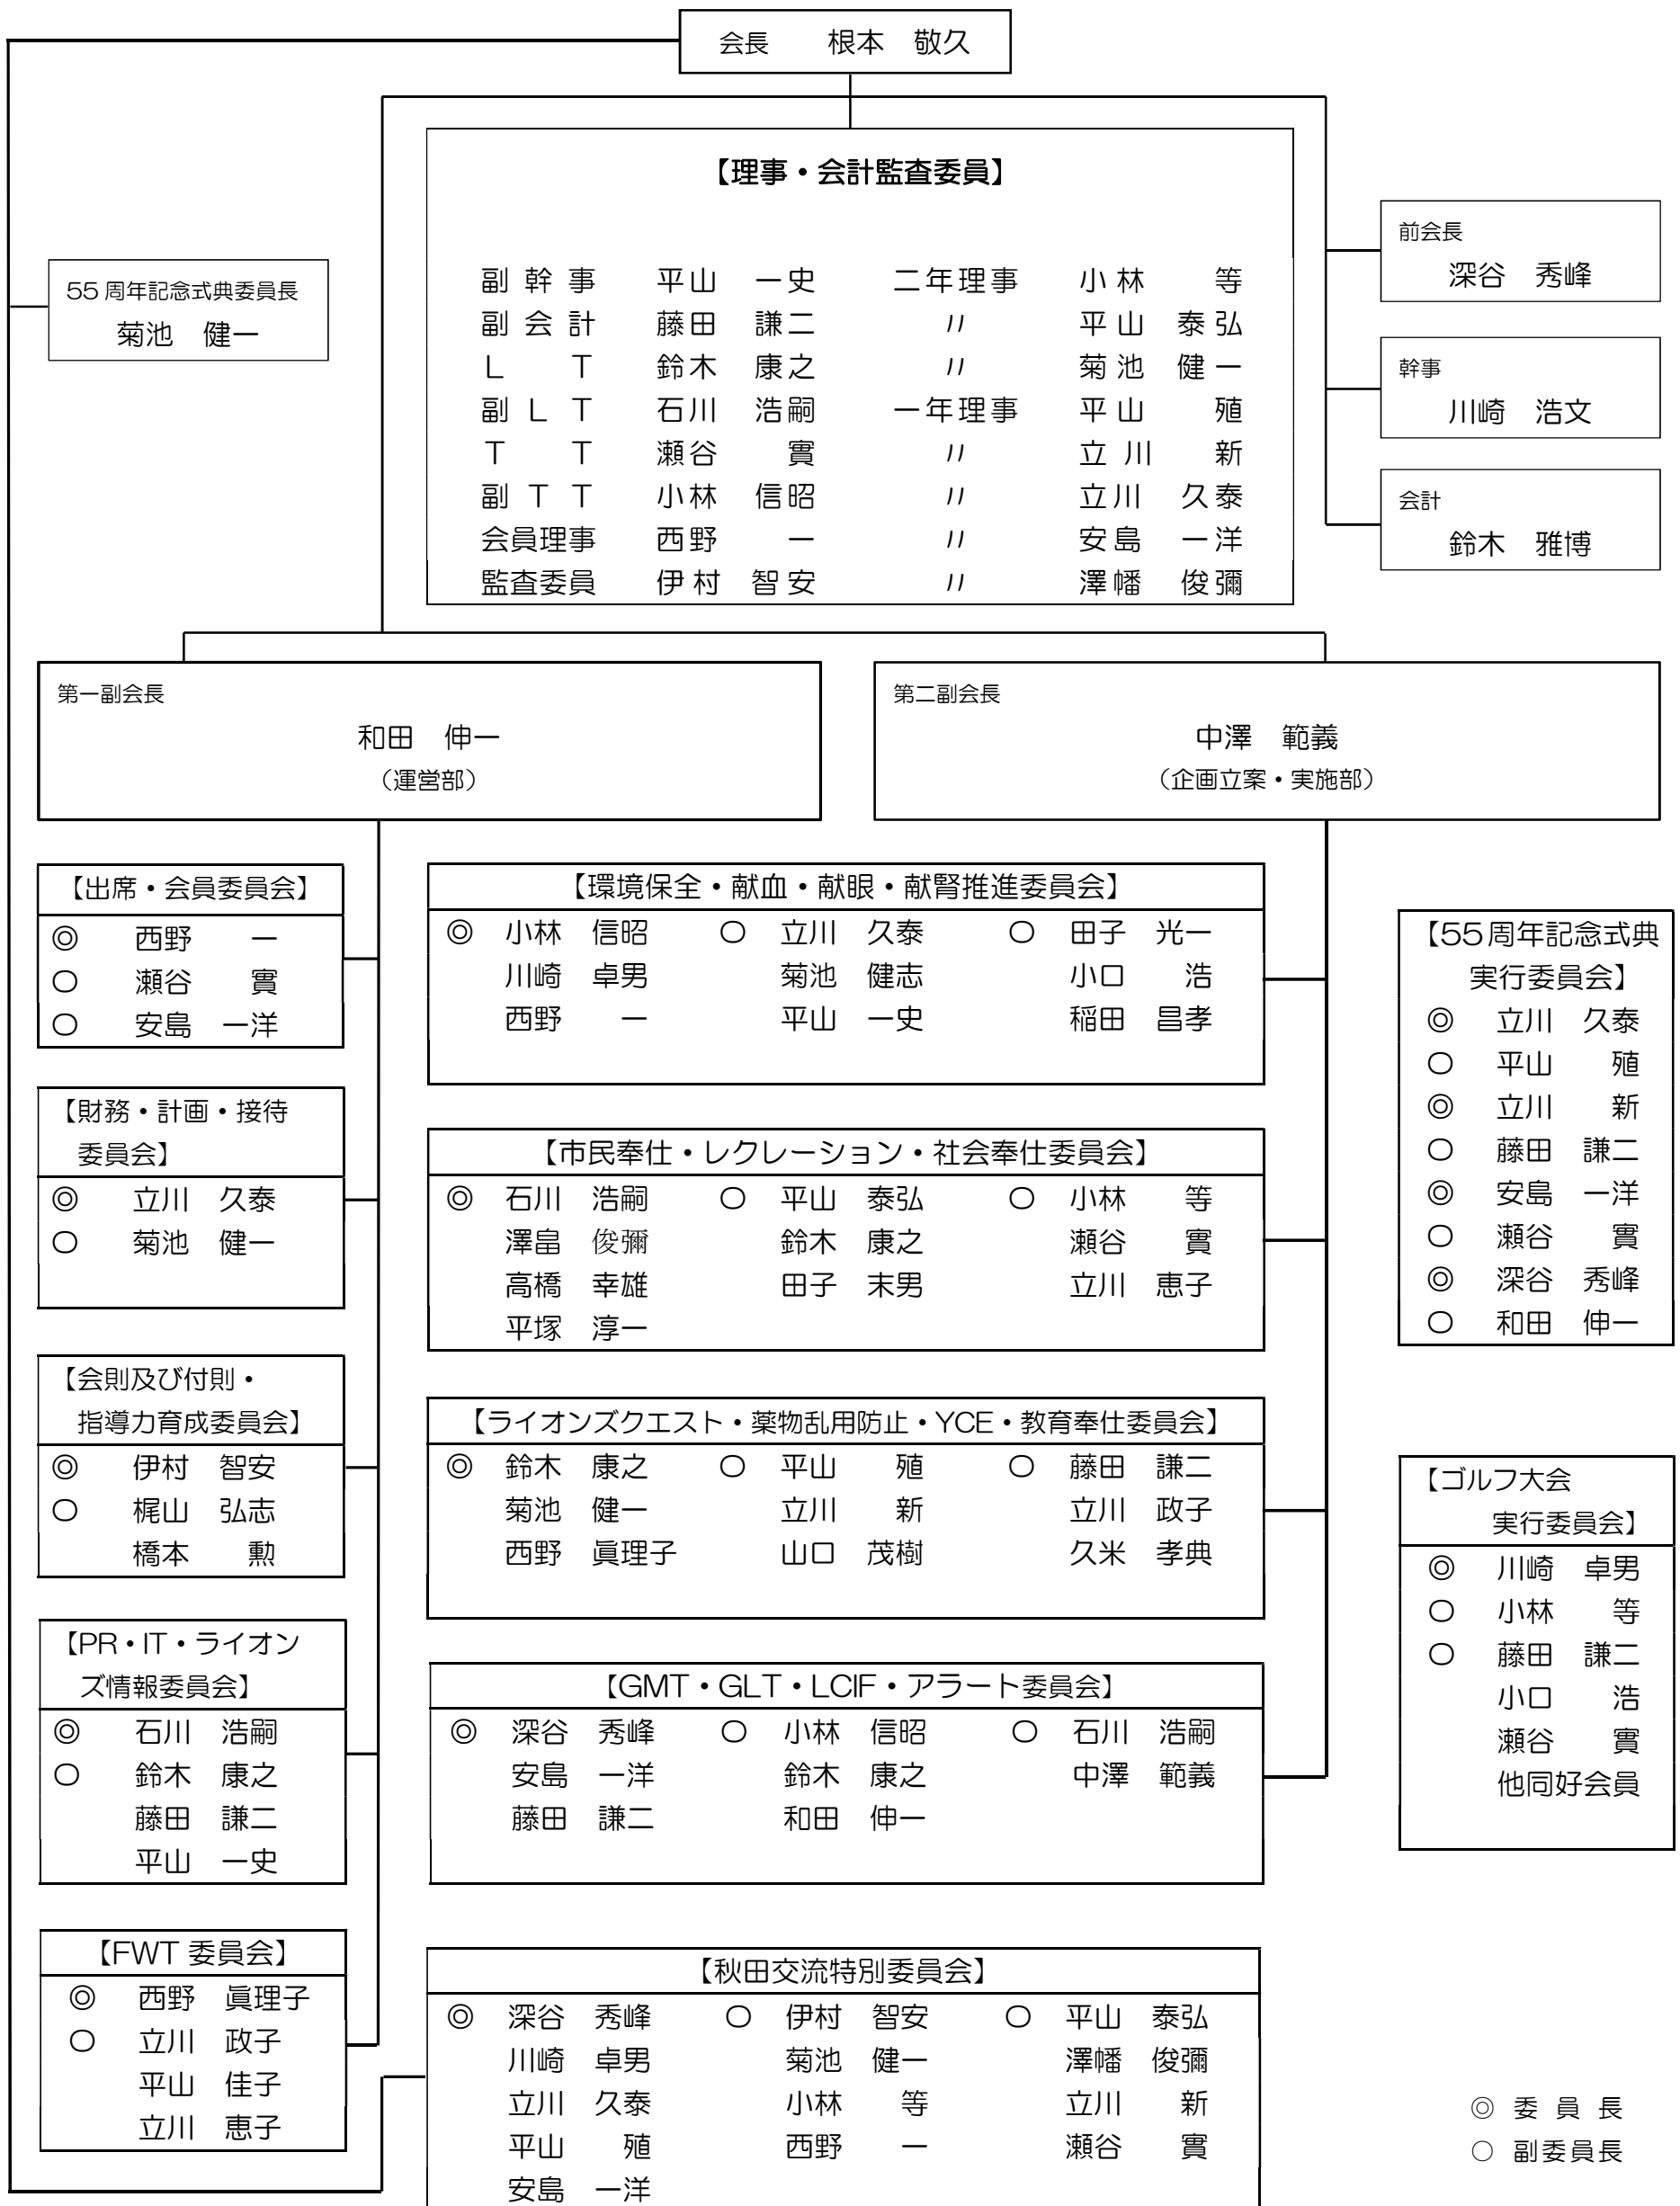 会長 根本 敬久
【理事・会計監査委員】
副幹事 平山 一史 二年理事 小林 等
副会計 藤田 謙二 〃 平山 泰弘
L T 鈴木 康之 〃 菊池 健一
副 L T 石川 浩嗣 一年理事 平山 殖
T T 瀬谷 實 〃 立川 新
副 T T 小林 信昭 〃 立川 久泰
会員理事 西野 一 〃 安島 一洋
監査委員 伊村 智安 〃 澤幡 俊彌
55周年記念式典委員長
菊池 健一
前会長
深谷 秀峰
幹事
川崎 浩文
会計
鈴木 雅博
第一副会長
和田 伸一
（運営部）
第二副会長
中澤 範義
（企画立案・実施部）
【出席・会員委員会】
◎ 西野 一
○ 瀬谷 實
○ 安島 一洋
【財務・計画・接待
委員会】
◎ 立川 久泰
○ 菊池 健一
【会則及び付則・
指導力育成委員会】
◎ 伊村 智安
○ 梶山 弘志
橋本 勲
【PR・IT・ライオン
ズ情報委員会】
◎ 石川 浩嗣
○ 鈴木 康之
藤田 謙二
平山 一史
【FWT 委員会】
◎ 西野 眞理子
○ 立川 政子
平山 佳子
立川 恵子
【環境保全・献血・献眼・献腎推進委員会】
◎ 小林 信昭 ○ 立川 久泰 ○ 田子 光一
川崎 卓男 菊池 健志 小口 浩
西野 一 平山 一史 稲田 昌孝
【市民奉仕・レクレーション・社会奉仕委員会】
◎ 石川 浩嗣 ○ 平山 泰弘 ○ 小林 等
澤畠 俊彌 鈴木 康之 瀬谷 實
高橋 幸雄 田子 末男 立川 恵子
平塚 淳一
【ライオンズクエスト・薬物乱用防止・YCE・教育奉仕委員会】
◎ 鈴木 康之 ○ 平山 殖 ○ 藤田 謙二
菊池 健一 立川 新 立川 政子
西野 眞理子 山口 茂樹 久米 孝典
【GMT・GLT・LCIF・アラート委員会】
◎ 深谷 秀峰 ○ 小林 信昭 ○ 石川 浩嗣
安島 一洋 鈴木 康之 中澤 範義
藤田 謙二 和田 伸一
【秋田交流特別委員会】
◎ 深谷 秀峰 ○ 伊村 智安 ○ 平山 泰弘
川崎 卓男 菊池 健一 澤幡 俊彌
立川 久泰 小林 等 立川 新
平山 殖 西野 一 瀬谷 實
安島 一洋
【55周年記念式典
実行委員会】
◎ 立川 久泰
○ 平山 殖
◎ 立川 新
○ 藤田 謙二
◎ 安島 一洋
○ 瀬谷 實
◎ 深谷 秀峰
○ 和田 伸一
【ゴルフ大会
実行委員会】
◎ 川崎 卓男
○ 小林 等
○ 藤田 謙二
小口 浩
瀬谷 實
他同好会員
◎ 委員長
○ 副委員長